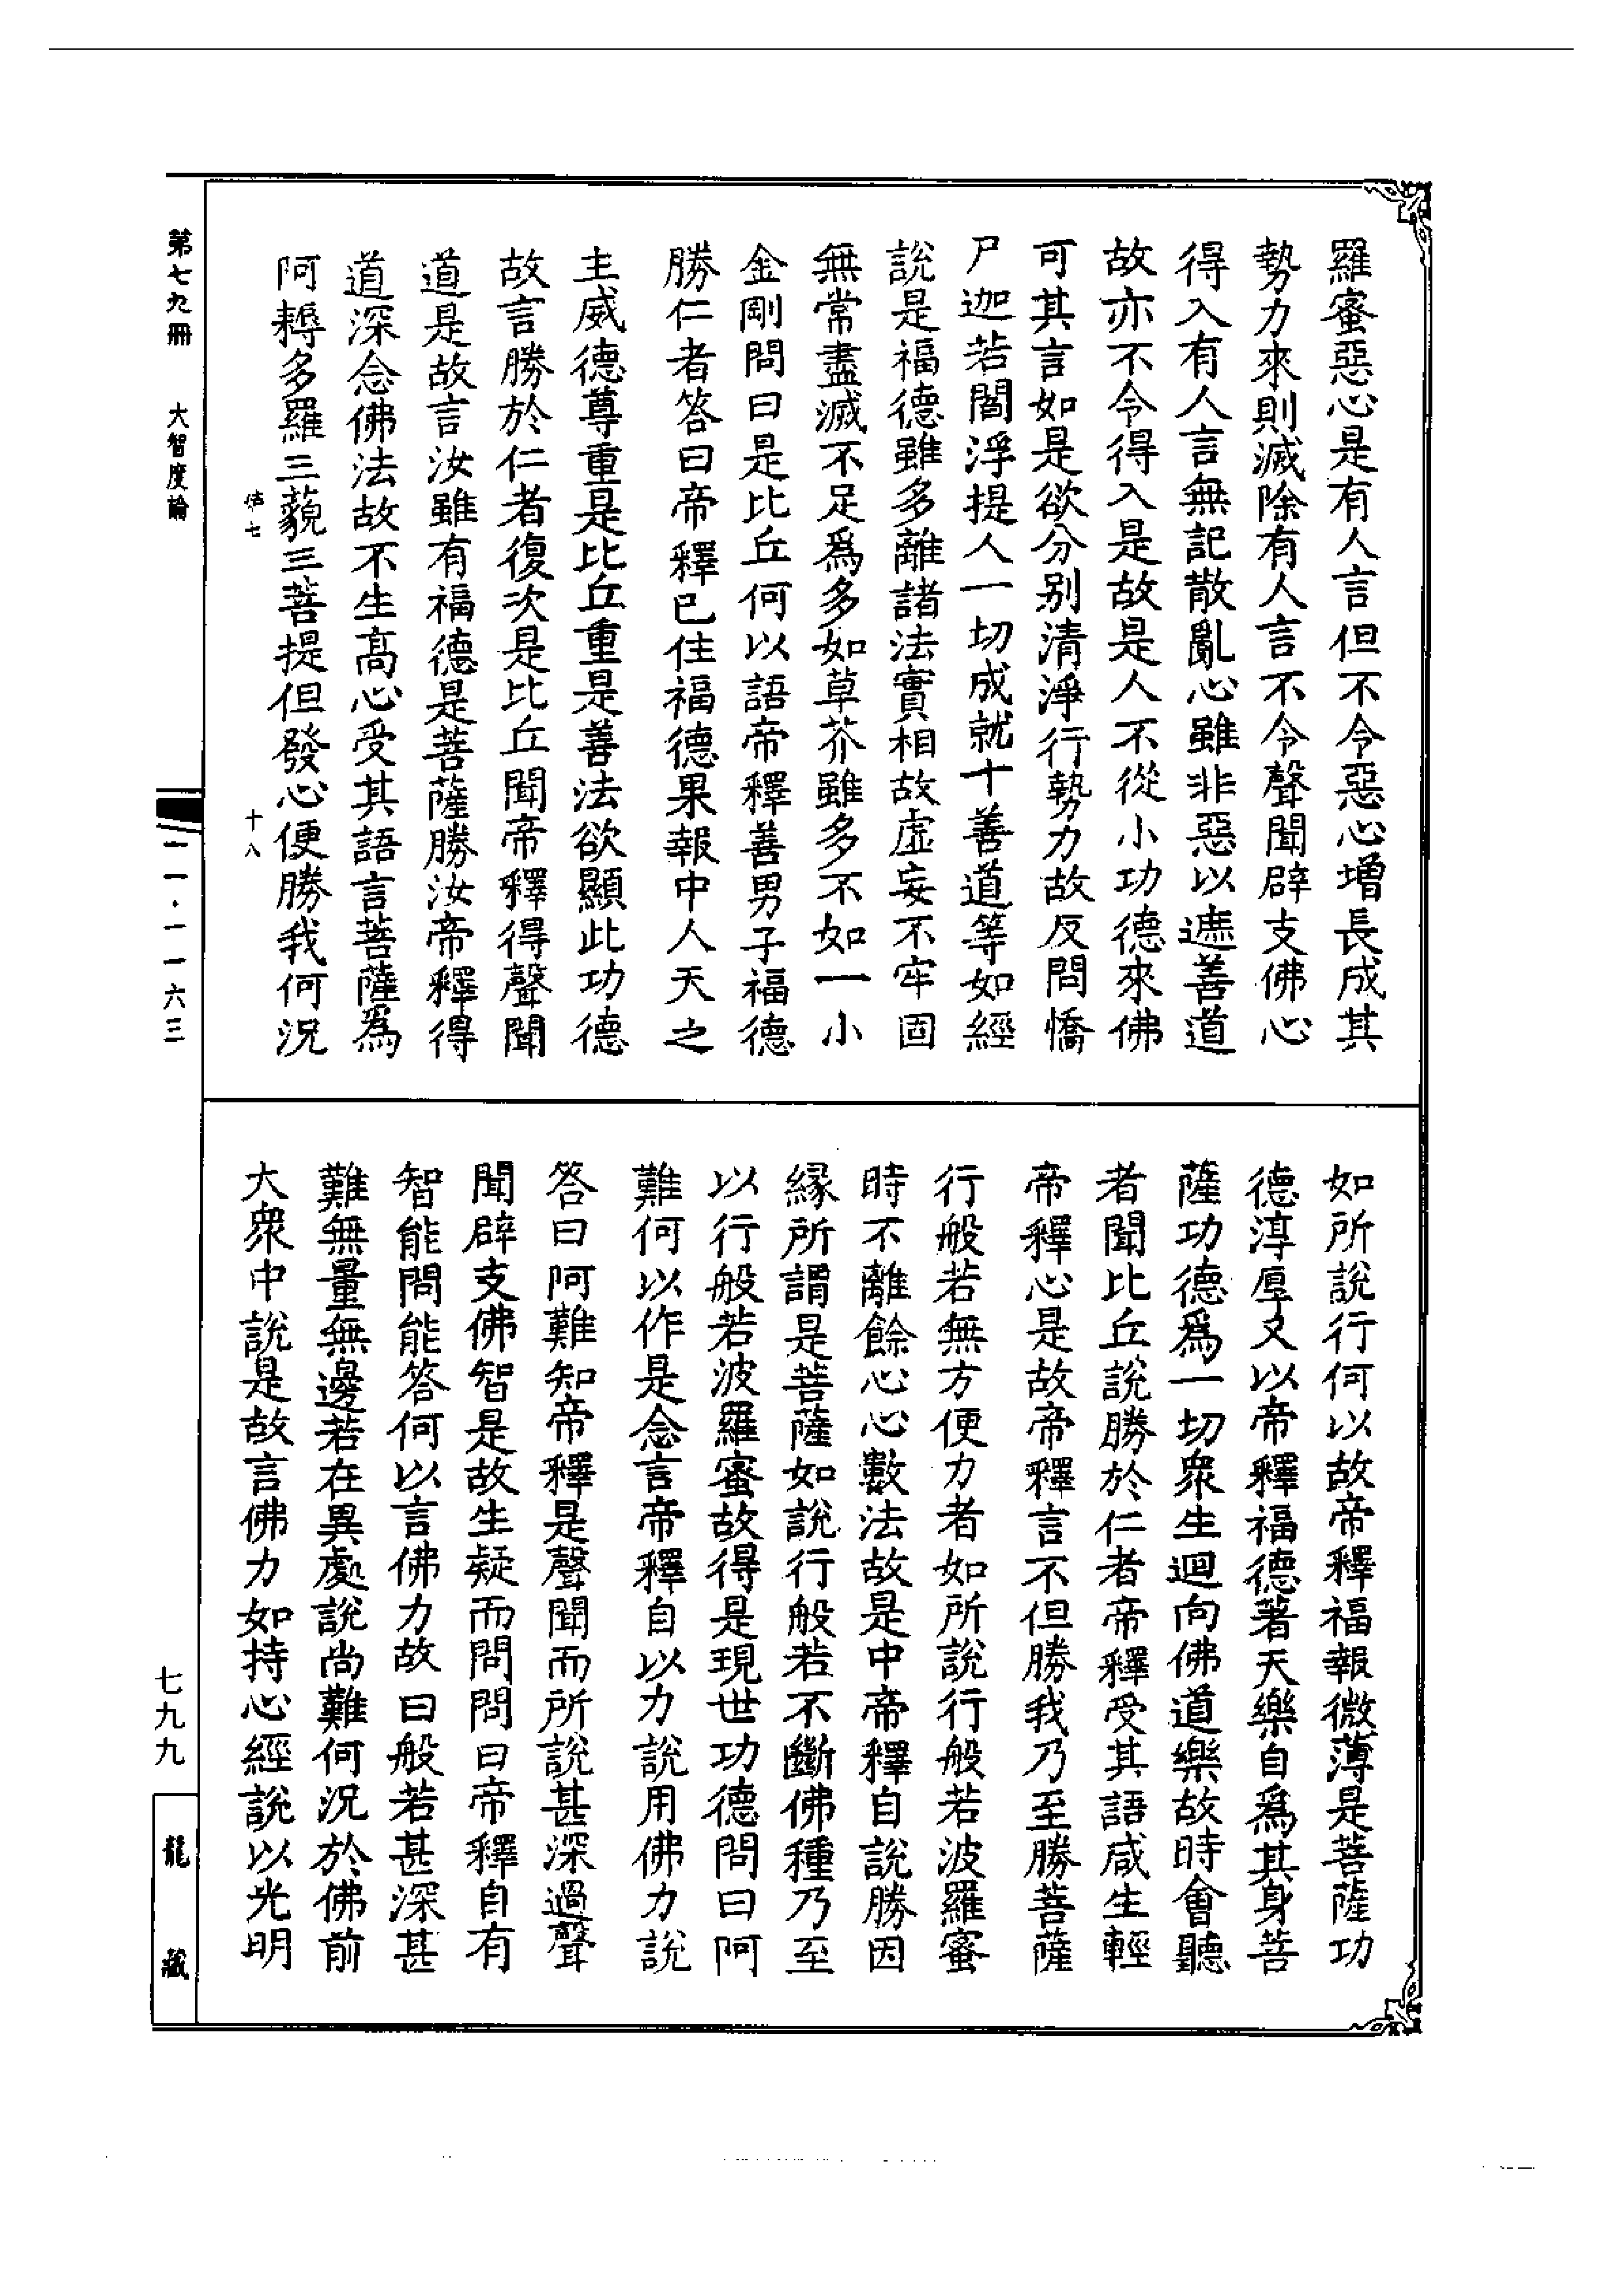 羅蜜惡心是有人言但不令惡心增長成其
勢力來則滅除有人言不令聲聞辟支佛心
得入有人言無記散亂心雖非惡以遮善道
故亦不令得入是故是人不從小功德來佛
可其言如是欲分別清淨行勢力故反問憍
尸迦若閻浮提人一切成就十善道等如經
說是福德雖多離諸法實相故虛妄不牢固
無常盡滅不足爲多如草芥雖多不如一小
金剛問曰是比丘何以語帝釋善男子福德
勝仁者答曰帝釋已住福德果報中人天之
主威德尊重是比丘重是善法欲顯此功德
故言勝於仁者復次是比丘聞帝釋得聲聞
道是故言汝雖有福德是菩薩勝汝帝釋得
道深念佛法故不生高心受其語言菩薩爲
阿耨多羅三藐三菩提但發心便勝我何況
如所說行何以故帝釋福報微薄是菩薩功
德淳厚又以帝釋福德著天樂自爲其身菩
薩功德爲一切衆生迴向佛道樂故時會聽
者聞比丘說勝於仁者帝釋受其語咸生輕
帝釋心是故帝釋言不但勝我乃至勝菩薩
行般若無方便力者如所說行般若波羅蜜
時不離餘心心數法故是中帝釋自說勝因
緣所謂是菩薩如說行般若不斷佛種乃至
以行般若波羅蜜故得是現世功德問曰阿
難何以作是念言帝釋自以力說用佛力說
答曰阿難知帝釋是聲聞而所說甚深過聲
聞辟支佛智是故生疑而問問曰帝釋自有
智能問能答何以言佛力故曰般若甚深甚
難無量無邊若在異處說尚難何況於佛前
大衆中說是故言佛力如持心經說以光明
十八
第七九冊 大智度論
一一·一一六三
七九九
龍藏